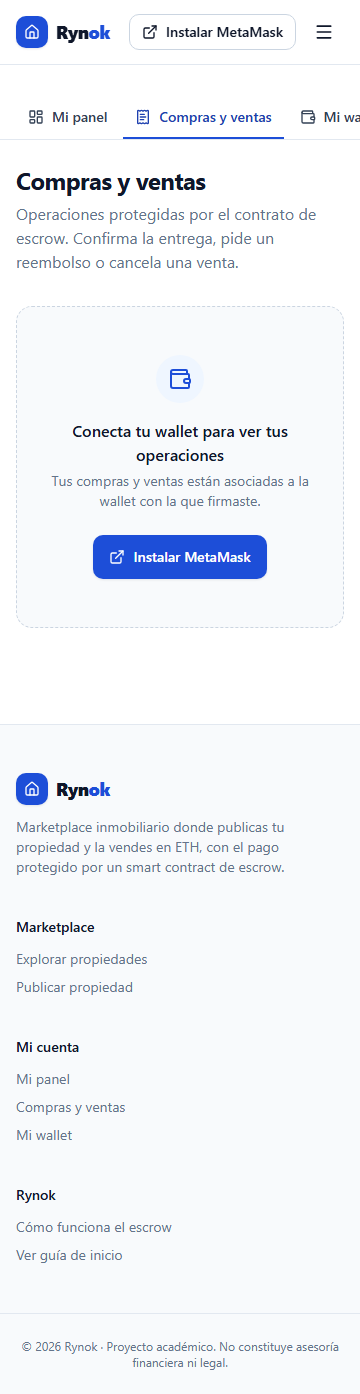 Rynok
Instalar MetaMask
Mi panel
Compras y ventas
Mi wa
Compras y ventas
Operaciones protegidas por el contrato de
escrow. Confirma la entrega, pide un
reembolso o cancela una venta.
Conecta tu wallet para ver tus
operaciones
Tus compras y ventas están asociadas a la
wallet con la que firmaste.
Instalar MetaMask
Rynok
Marketplace inmobiliario donde publicas tu
propiedad y la vendes en ETH, con el pago
protegido por un smart contract de escrow.
Marketplace
Explorar propiedades
Publicar propiedad
Mi cuenta
Mi panel
Compras y ventas
Mi wallet
Rynok
Cómo funciona el escrow
Ver guía de inicio
© 2026 Rynok · Proyecto académico. No constituye asesoría
financiera ni legal.